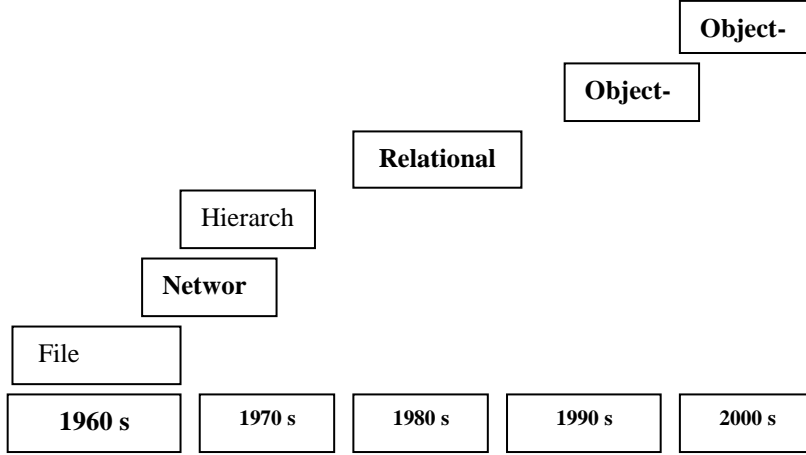 Object-
Object-
Relational
Hierarch
Networ
File
1960 s
1970 s
1980 s
1990 s
2000 s